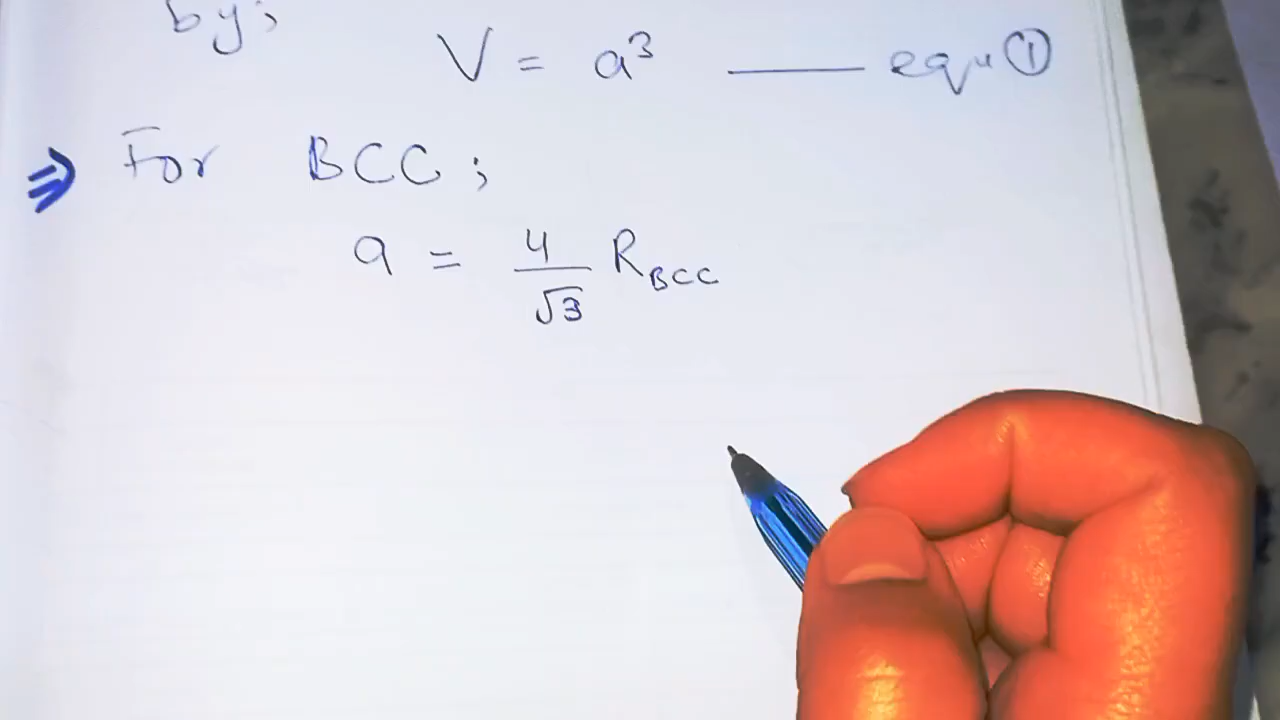 by;
V = a³ —— equ ①
⇒ For BCC;
a = 4/√3 R_BCC